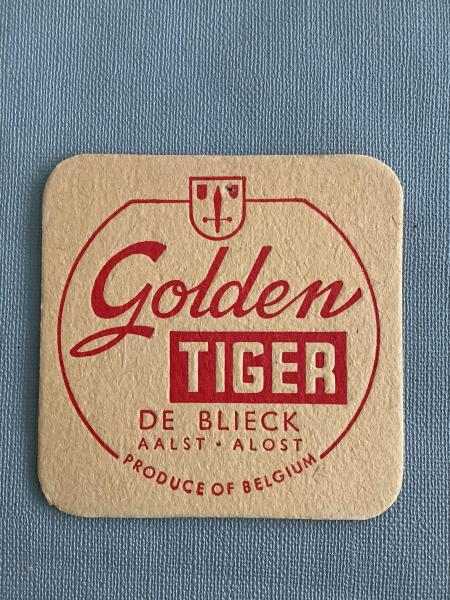 Golden
TIGER
DE BLIECK
AALST · ALOST
PRODUCE OF BELGIUM